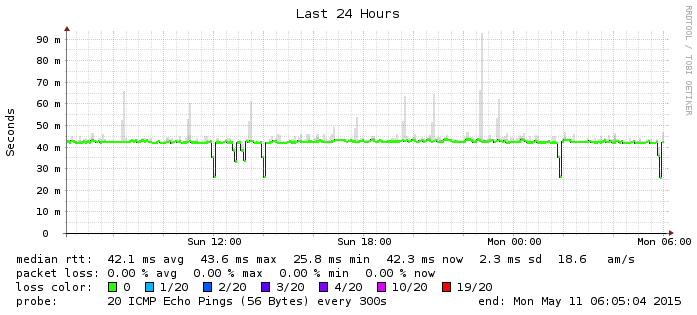 Last 24 Hours
RRDTOOL / TOBI OETIKER
Seconds
90 m
80 m
70 m
60 m
50 m
40 m
30 m
20 m
10 m
0
Sun 12:00 Sun 18:00 Mon 00:00 Mon 06:00
median rtt: 42.1 ms avg 43.6 ms max 25.8 ms min 42.3 ms now 2.3 ms sd 18.6 am/s
packet loss: 0.00 % avg 0.00 % max 0.00 % min 0.00 % now
loss color: 0 1/20 2/20 3/20 4/20 10/20 19/20
probe: 20 ICMP Echo Pings (56 Bytes) every 300s end: Mon May 11 06:05:04 2015